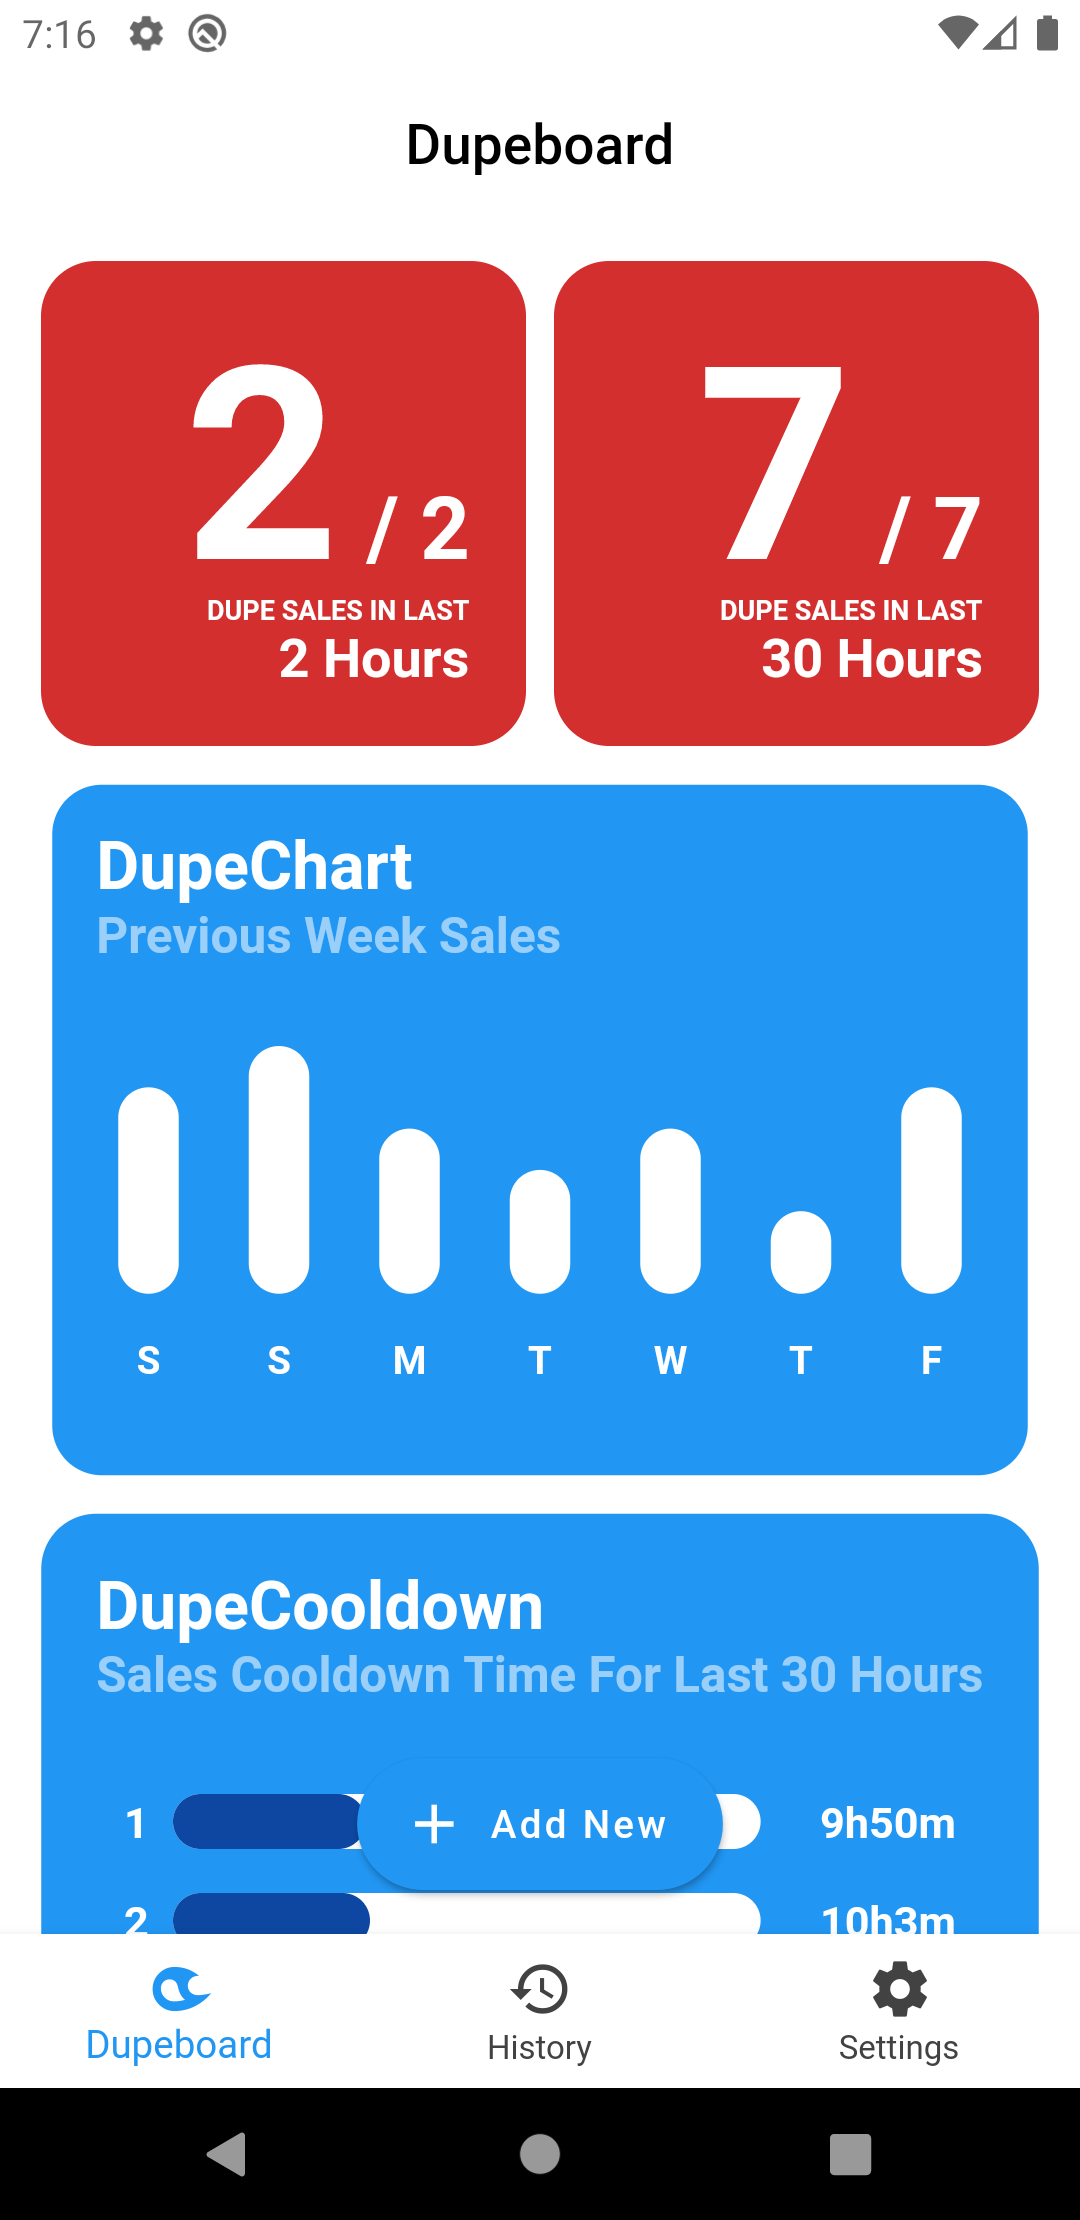 7:16
Dupeboard
2 / 2
DUPE SALES IN LAST
2 Hours
7 / 7
DUPE SALES IN LAST
30 Hours
DupeChart
Previous Week Sales
S S M T W T F
DupeCooldown
Sales Cooldown Time For Last 30 Hours
1 9h50m
Add New
2 10h3m
Dupeboard History Settings